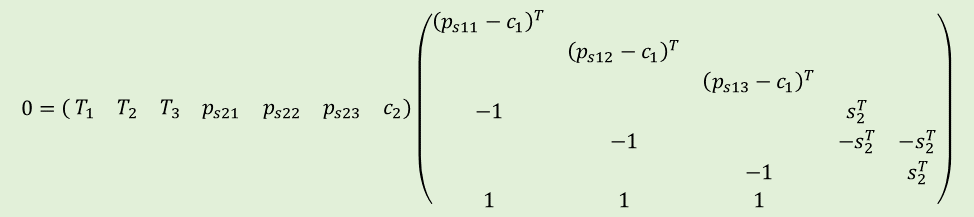 (p_{s11} − c_1)^T
(p_{s12} − c_1)^T
(p_{s13} − c_1)^T
0 = ( T_1 T_2 T_3 p_{s21} p_{s22} p_{s23} c_2) −1 s_2^T
−1 −s_2^T −s_2^T
−1 s_2^T
1 1 1